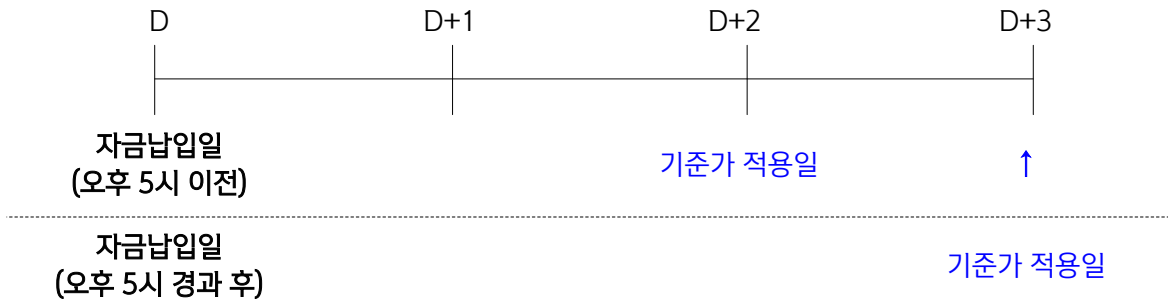 D D+1 D+2 D+3
자금납입일
(오후 5시 이전)
기준가 적용일
↑
자금납입일
(오후 5시 경과 후)
기준가 적용일